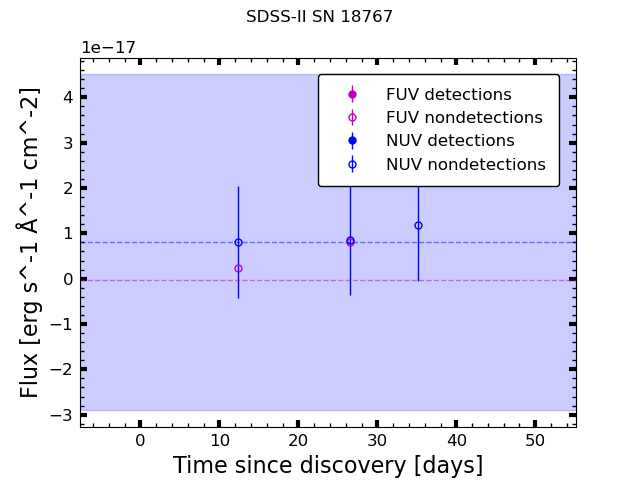 SDSS-II SN 18767
1e−17
FUV detections
FUV nondetections
NUV detections
NUV nondetections
4
3
2
1
0
−1
−2
−3
Flux [erg s^-1 Å^-1 cm^-2]
0 10 20 30 40 50
Time since discovery [days]